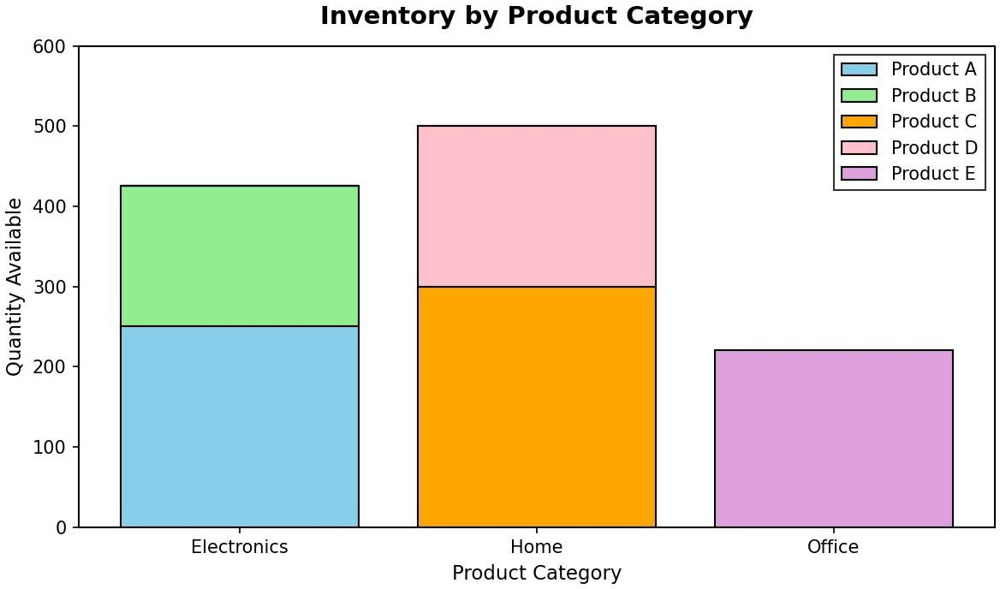 Inventory by Product Category
600
500
400
300
200
100
0
Quantity Available
Product A
Product B
Product C
Product D
Product E
Electronics
Home
Office
Product Category